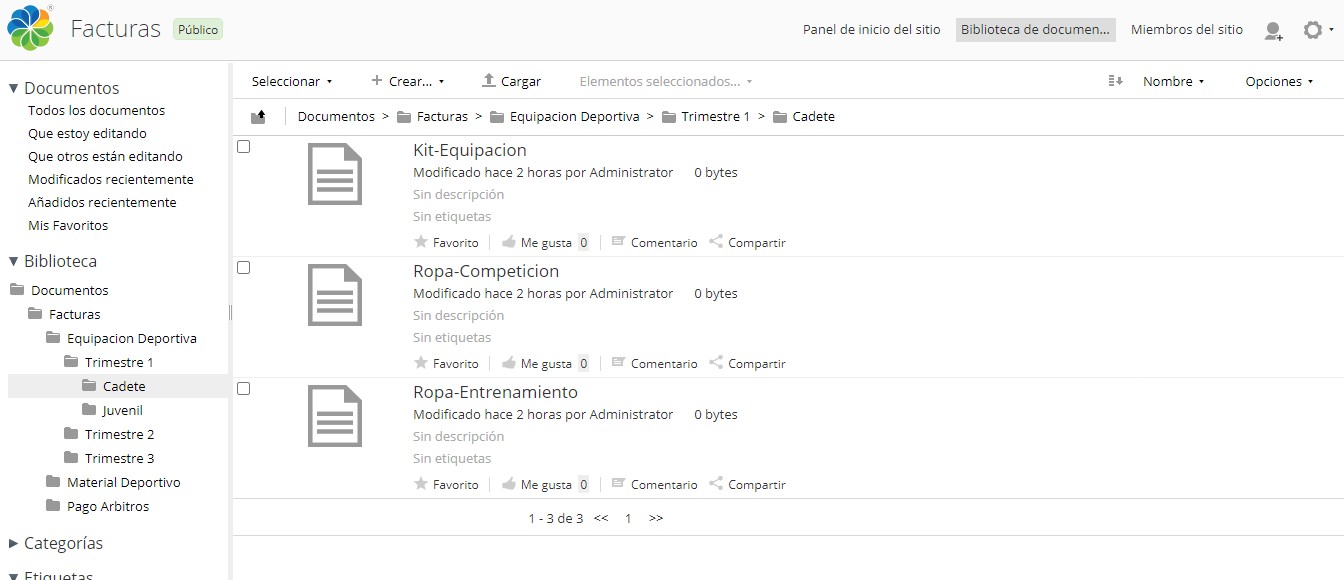 Facturas Público
Panel de inicio del sitio Biblioteca de documen... Miembros del sitio
Documentos
Todos los documentos
Que estoy editando
Que otros están editando
Modificados recientemente
Añadidos recientemente
Mis Favoritos
Biblioteca
Documentos
Facturas
Equipacion Deportiva
Trimestre 1
Cadete
Juvenil
Trimestre 2
Trimestre 3
Material Deportivo
Pago Arbitros
Categorías
Etiquetas
Seleccionar Crear... Cargar Elementos seleccionados... Nombre Opciones
Documentos > Facturas > Equipacion Deportiva > Trimestre 1 > Cadete
Kit-Equipacion
Modificado hace 2 horas por Administrator 0 bytes
Sin descripción
Sin etiquetas
Favorito Me gusta 0 Comentario Compartir
Ropa-Competicion
Modificado hace 2 horas por Administrator 0 bytes
Sin descripción
Sin etiquetas
Favorito Me gusta 0 Comentario Compartir
Ropa-Entrenamiento
Modificado hace 2 horas por Administrator 0 bytes
Sin descripción
Sin etiquetas
Favorito Me gusta 0 Comentario Compartir
1 - 3 de 3 << 1 >>